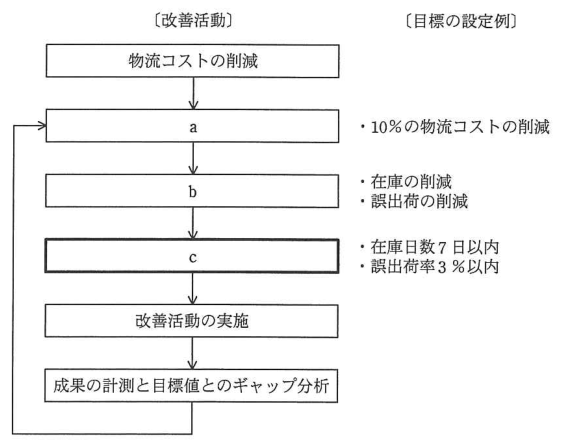 〔改善活動〕
〔目標の設定例〕
物流コストの削減
a
・10%の物流コストの削減
b
・在庫の削減
・誤出荷の削減
c
・在庫日数7日以内
・誤出荷率3%以内
改善活動の実施
成果の計測と目標値とのギャップ分析